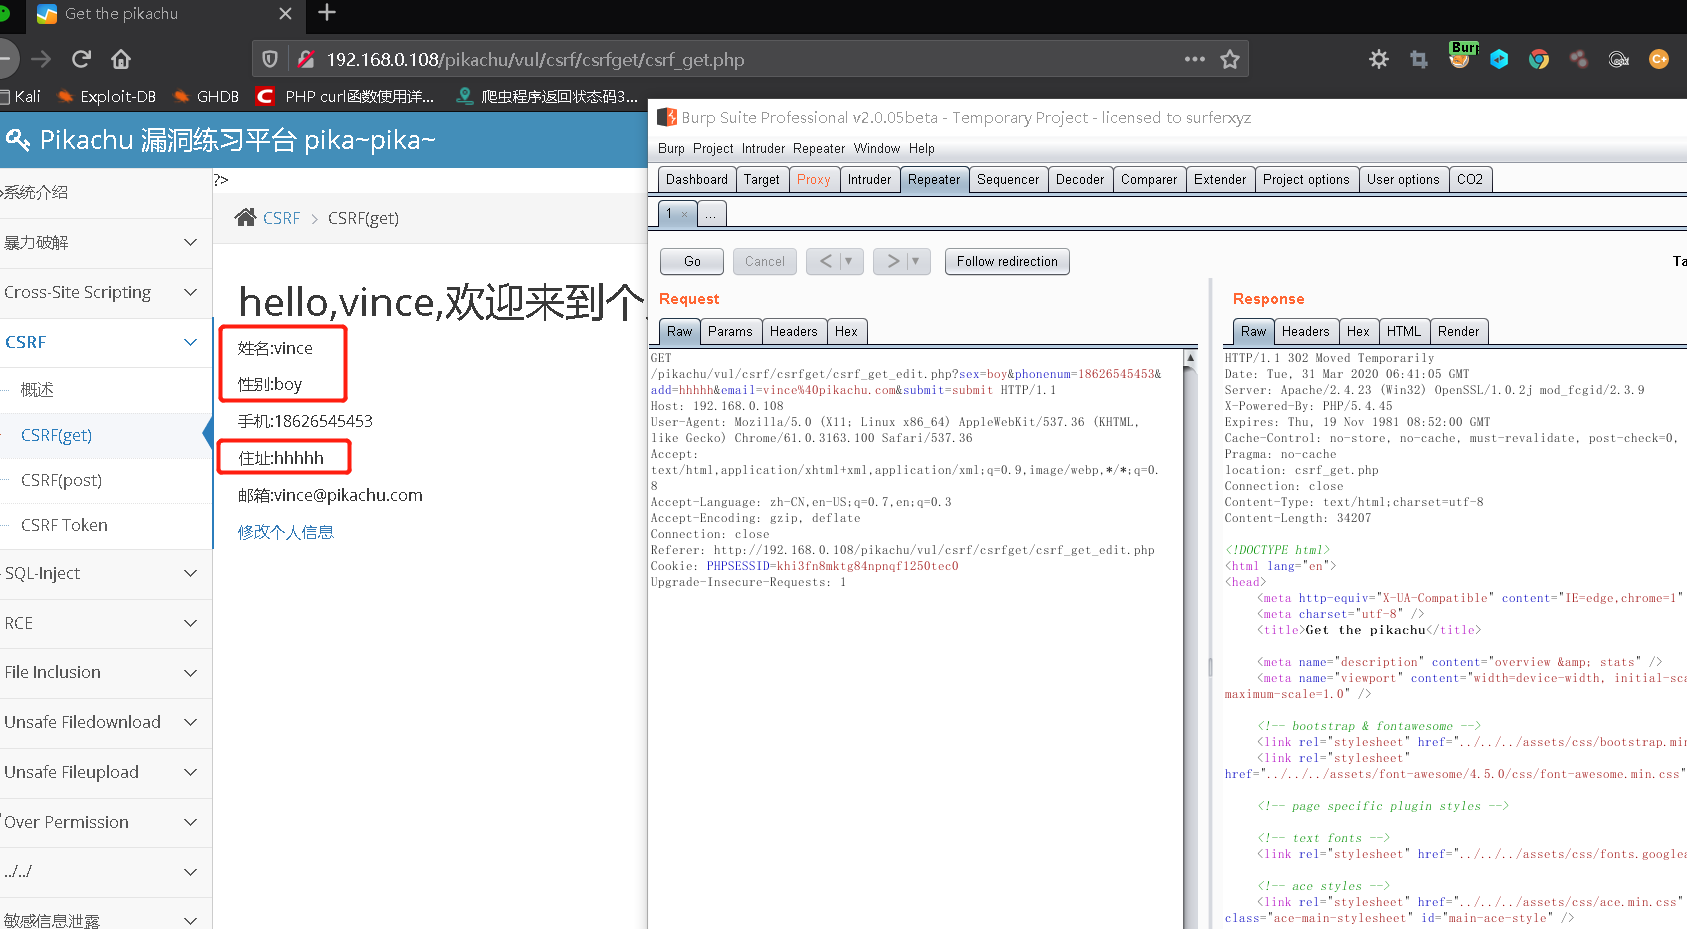 Get the pikachu
192.168.0.108/pikachu/vul/csrf/csrfget/csrf_get.php
Burp
Kali
Exploit-DB
GHDB
PHP curl函数使用详...
爬虫程序返回状态码3...
Pikachu 漏洞练习平台 pika~pika~
系统介绍
暴力破解
Cross-Site Scripting
CSRF
概述
CSRF(get)
CSRF(post)
CSRF Token
SQL-Inject
RCE
File Inclusion
Unsafe Filedownload
Unsafe Fileupload
Over Permission
../../
敏感信息泄露
?>
CSRF > CSRF(get)
hello,vince,欢迎来到个
姓名:vince
性别:boy
手机:18626545453
住址:hhhhh
邮箱:vince@pikachu.com
修改个人信息
Burp Suite Professional v2.0.05beta - Temporary Project - licensed to surferxyz
Burp Project Intruder Repeater Window Help
Dashboard Target Proxy Intruder Repeater Sequencer Decoder Comparer Extender Project options User options CO2
1 × ...
Go Cancel < > Follow redirection
Ta
Request
Raw Params Headers Hex
GET
/pikachu/vul/csrf/csrfget/csrf_get_edit.php?sex=boy&phonenum=18626545453&
add=hhhhh&email=vince%40pikachu.com&submit=submit HTTP/1.1
Host: 192.168.0.108
User-Agent: Mozilla/5.0 (X11; Linux x86_64) AppleWebKit/537.36 (KHTML,
like Gecko) Chrome/61.0.3163.100 Safari/537.36
Accept:
text/html,application/xhtml+xml,application/xml;q=0.9,image/webp,*/*;q=0.
8
Accept-Language: zh-CN,en-US;q=0.7,en;q=0.3
Accept-Encoding: gzip, deflate
Connection: close
Referer: http://192.168.0.108/pikachu/vul/csrf/csrfget/csrf_get_edit.php
Cookie: PHPSESSID=khi3fn8mktg84npnqf1250tec0
Upgrade-Insecure-Requests: 1
Response
Raw Headers Hex HTML Render
HTTP/1.1 302 Moved Temporarily
Date: Tue, 31 Mar 2020 06:41:05 GMT
Server: Apache/2.4.23 (Win32) OpenSSL/1.0.2j mod_fcgid/2.3.9
X-Powered-By: PHP/5.4.45
Expires: Thu, 19 Nov 1981 08:52:00 GMT
Cache-Control: no-store, no-cache, must-revalidate, post-check=0,
Pragma: no-cache
location: csrf_get.php
Connection: close
Content-Type: text/html;charset=utf-8
Content-Length: 34207
<!DOCTYPE html>
<html lang="en">
<head>
<meta http-equiv="X-UA-Compatible" content="IE=edge,chrome=1"
<meta charset="utf-8" />
<title>Get the pikachu</title>
<meta name="description" content="overview &amp; stats" />
<meta name="viewport" content="width=device-width, initial-sca
maximum-scale=1.0" />
<!-- bootstrap & fontawesome -->
<link rel="stylesheet" href="../../../assets/css/bootstrap.min
<link rel="stylesheet"
href="../../../assets/font-awesome/4.5.0/css/font-awesome.min.css"
<!-- page specific plugin styles -->
<!-- text fonts -->
<link rel="stylesheet" href="../../../assets/css/fonts.googlea
<!-- ace styles -->
<link rel="stylesheet" href="../../../assets/css/ace.min.css"
class="ace-main-stylesheet" id="main-ace-style" />